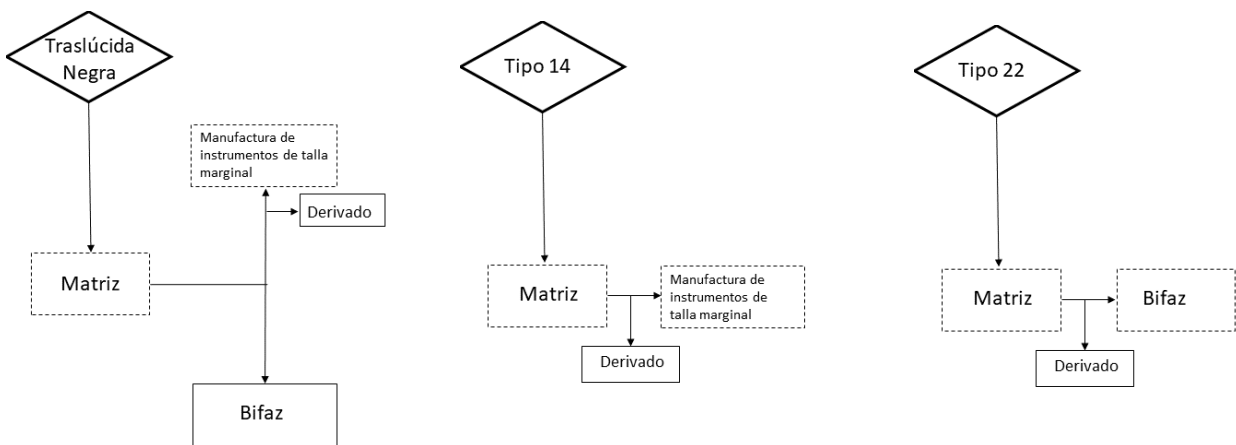 Traslúcida
Negra
Manufactura de
instrumentos de talla
marginal
Derivado
Matriz
Bifaz
Tipo 14
Matriz
Manufactura de
instrumentos de
talla marginal
Derivado
Tipo 22
Matriz
Bifaz
Derivado